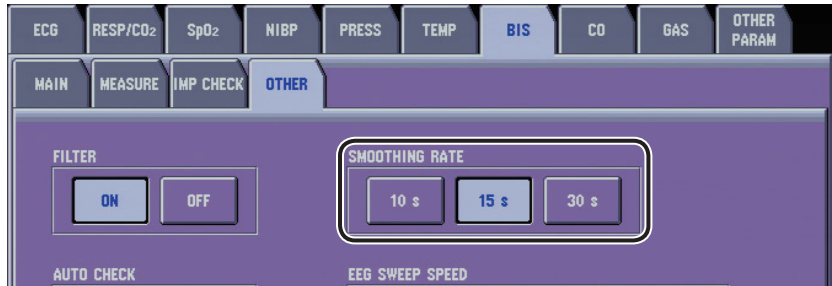 ECG RESP/CO2 SpO2 NIBP PRESS TEMP BIS CO GAS OTHER PARAM
MAIN MEASURE IMP CHECK OTHER
FILTER SMOOTHING RATE
ON OFF 10 s 15 s 30 s
AUTO CHECK EEG SWEEP SPEED